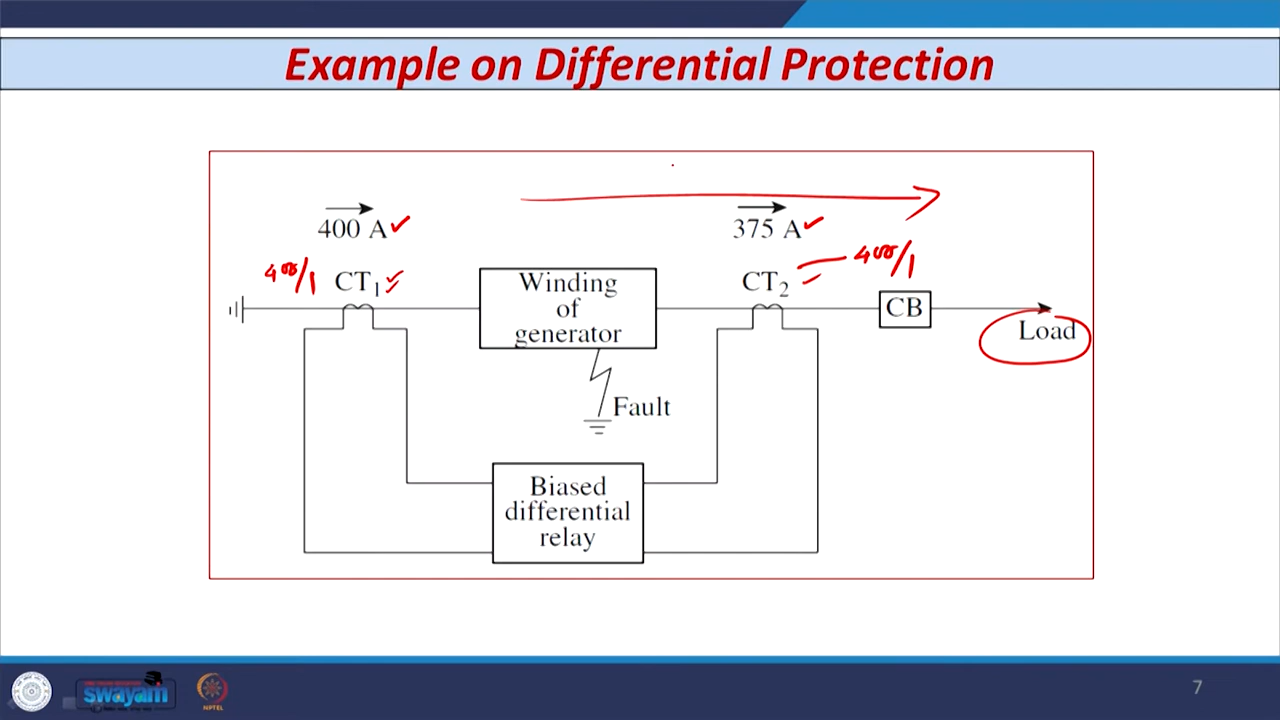 Example on Differential Protection
400 A
375 A
400/1
CT1
Winding
of
generator
CT2
400/1
CB
Load
Fault
Biased
differential
relay
swayam
NPTEL
7